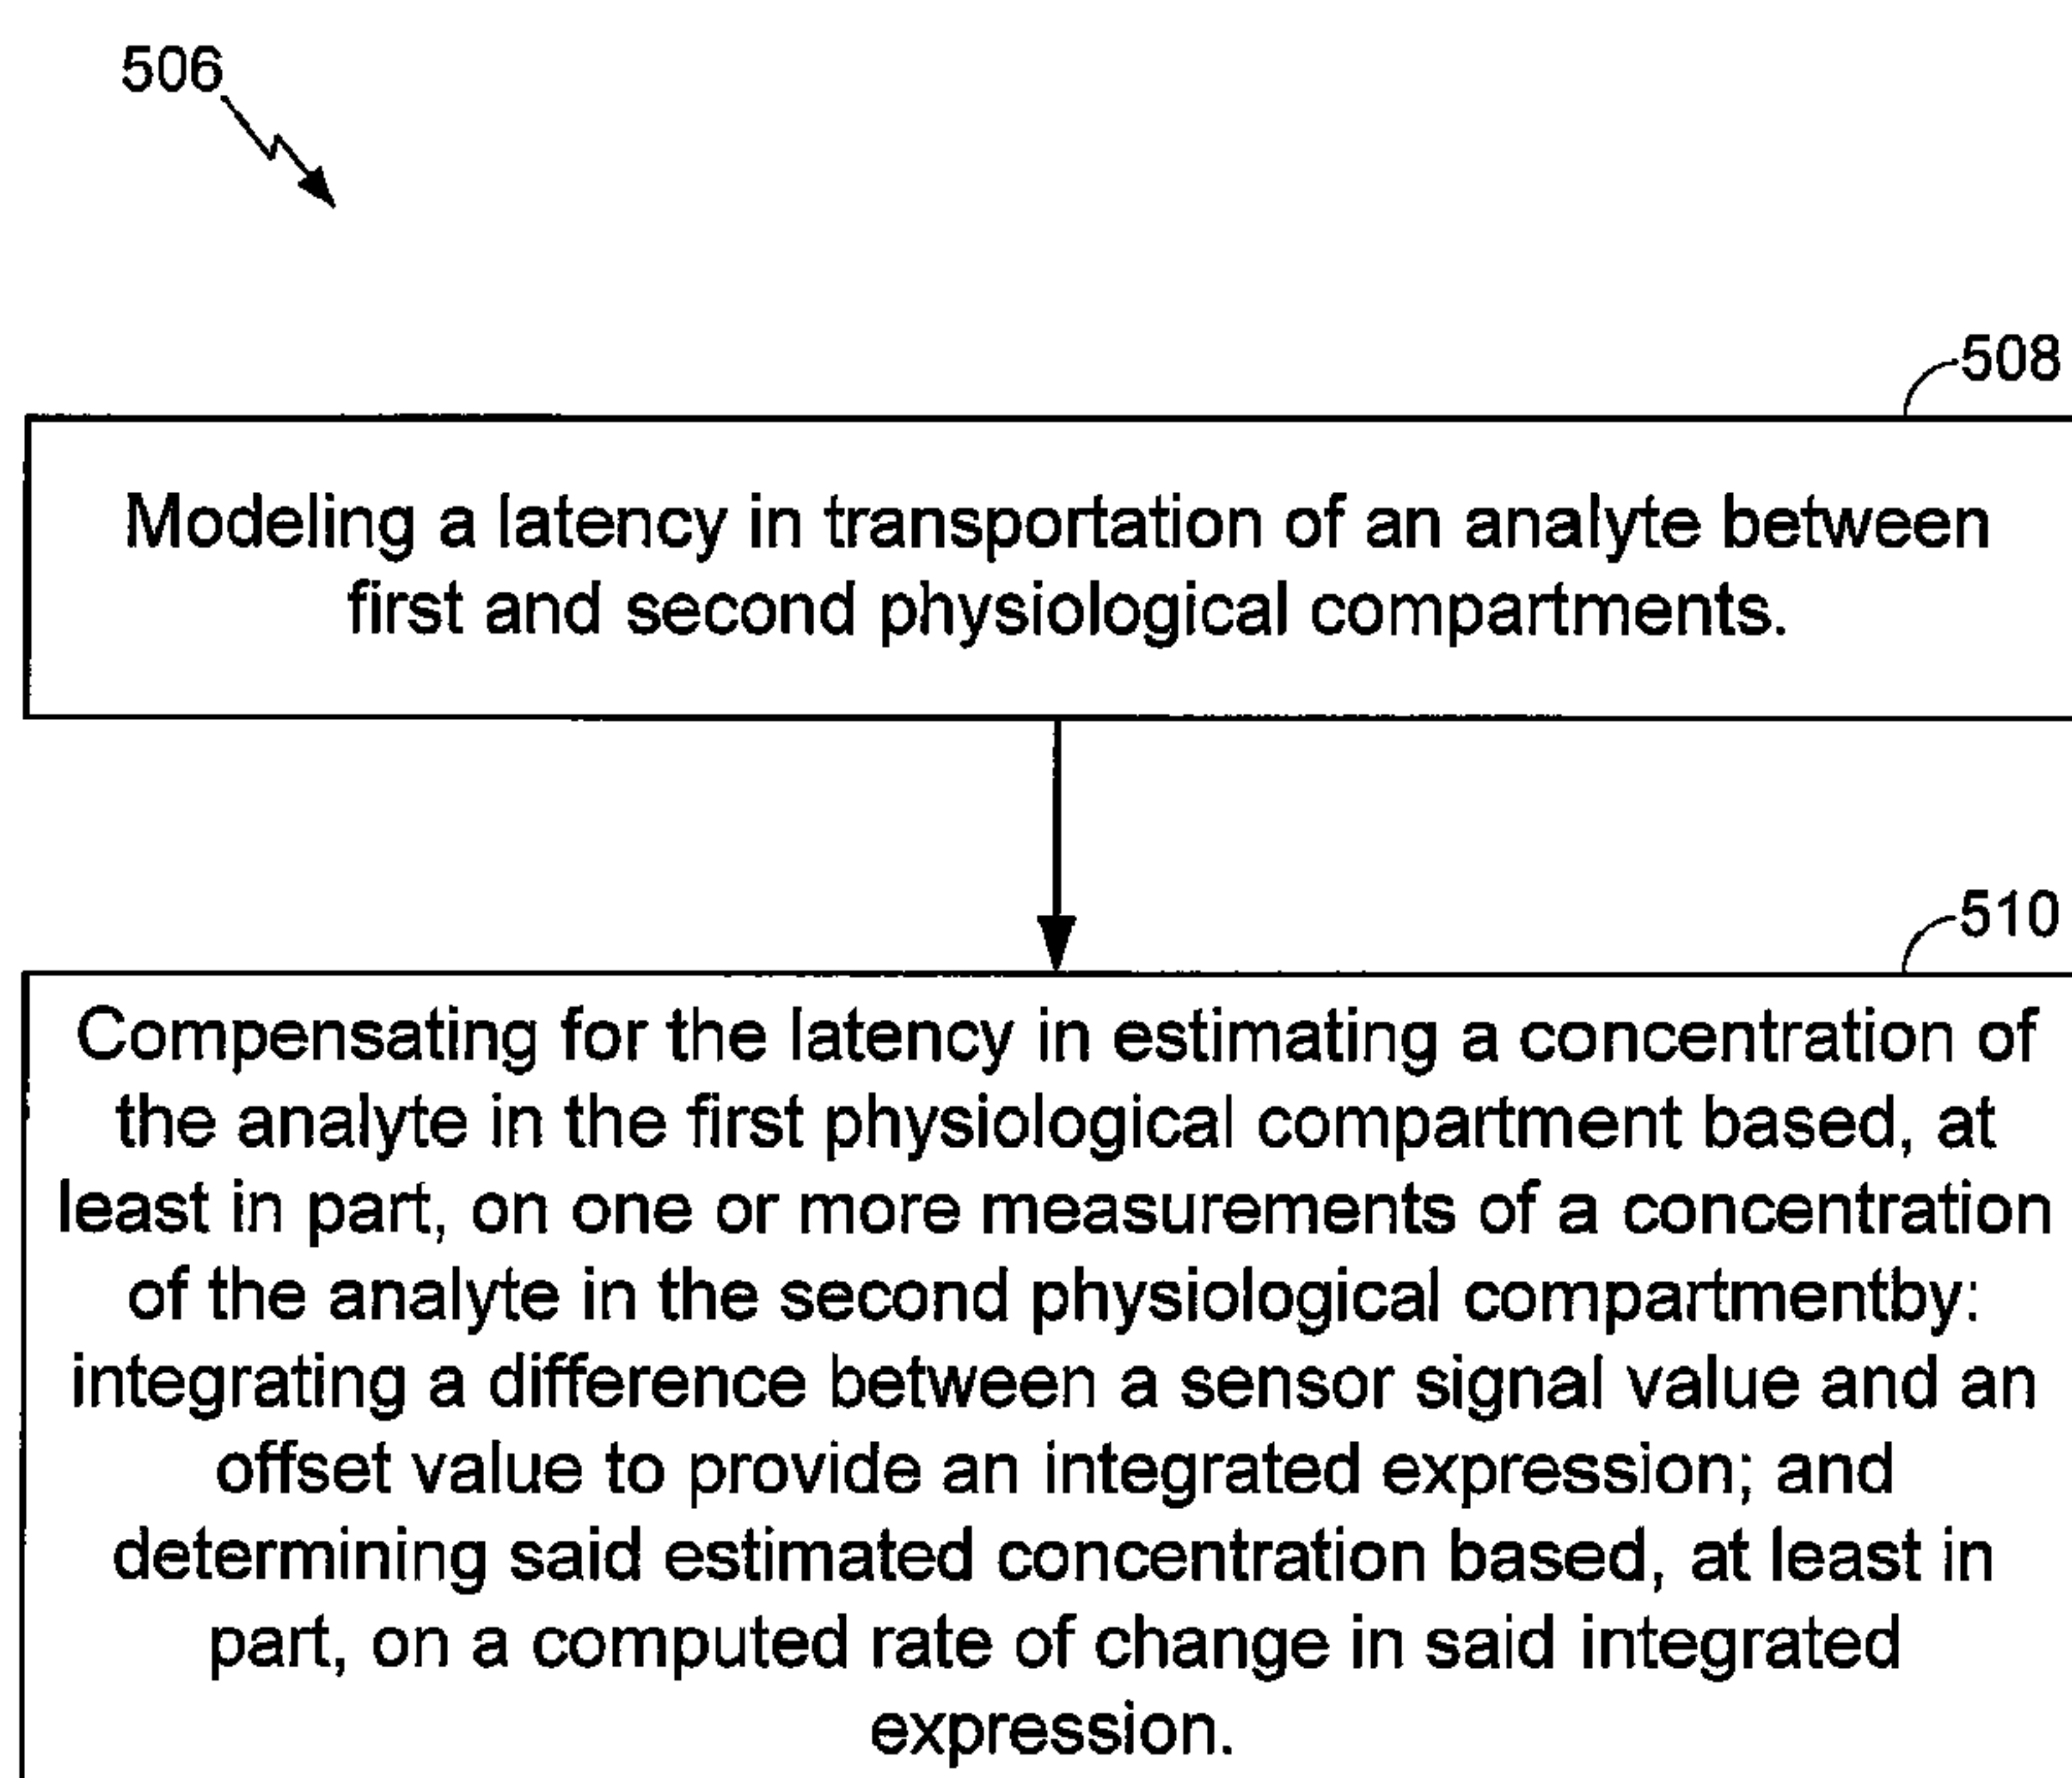 506
508
Modeling a latency in transportation of an analyte between
first and second physiological compartments.
510
Compensating for the latency in estimating a concentration of
the analyte in the first physiological compartment based, at
least in part, on one or more measurements of a concentration
of the analyte in the second physiological compartmentby:
integrating a difference between a sensor signal value and an
offset value to provide an integrated expression; and
determining said estimated concentration based, at least in
part, on a computed rate of change in said integrated
expression.